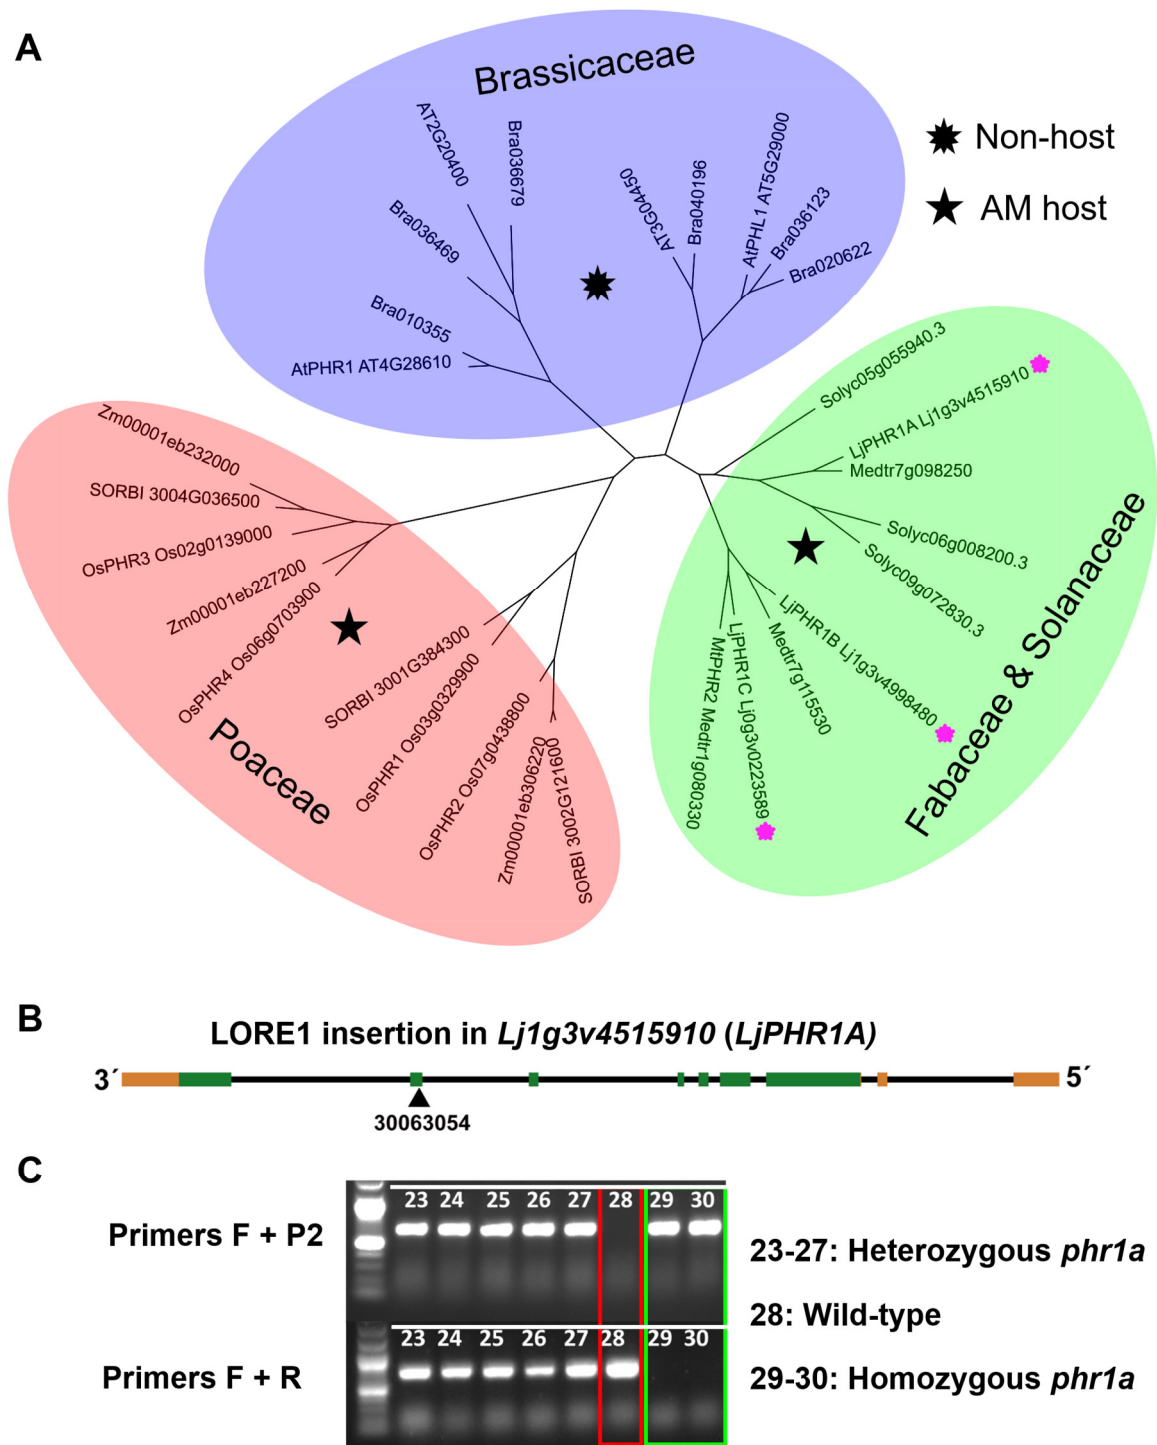 A
Brassicaceae
Non-host
AM host
AT2G20400
Bra036679
Bra036469
Bra010355
AtPHR1 AT4G28610
AT3G04450
Bra040196
AtPHL1 AT5G29000
Bra036123
Bra020622
Solyc05g055940.3
LjPHR1A Lj1g3v4515910
Medtr7g098250
Solyc06g008200.3
Solyc09g072830.3
LjPHR1B Lj1g3v4998480
Medtr7g115530
LjPHR1C Lj0g3v0223589
MtPHR2 Medtr1g080330
Fabaceae & Solanaceae
Zm00001eb232000
SORBI 3004G036500
OsPHR3 Os02g0139000
Zm00001eb227200
OsPHR4 Os06g0703900
SORBI 3001G384300
OsPHR1 Os03g0329900
OsPHR2 Os07g0438800
Zm00001eb306220
SORBI 3002G121600
Poaceae
B
LORE1 insertion in Lj1g3v4515910 (LjPHR1A)
3´ 5´
30063054
C
23 24 25 26 27 28 29 30
Primers F + P2
23-27: Heterozygous phr1a
28: Wild-type
23 24 25 26 27 28 29 30
Primers F + R
29-30: Homozygous phr1a